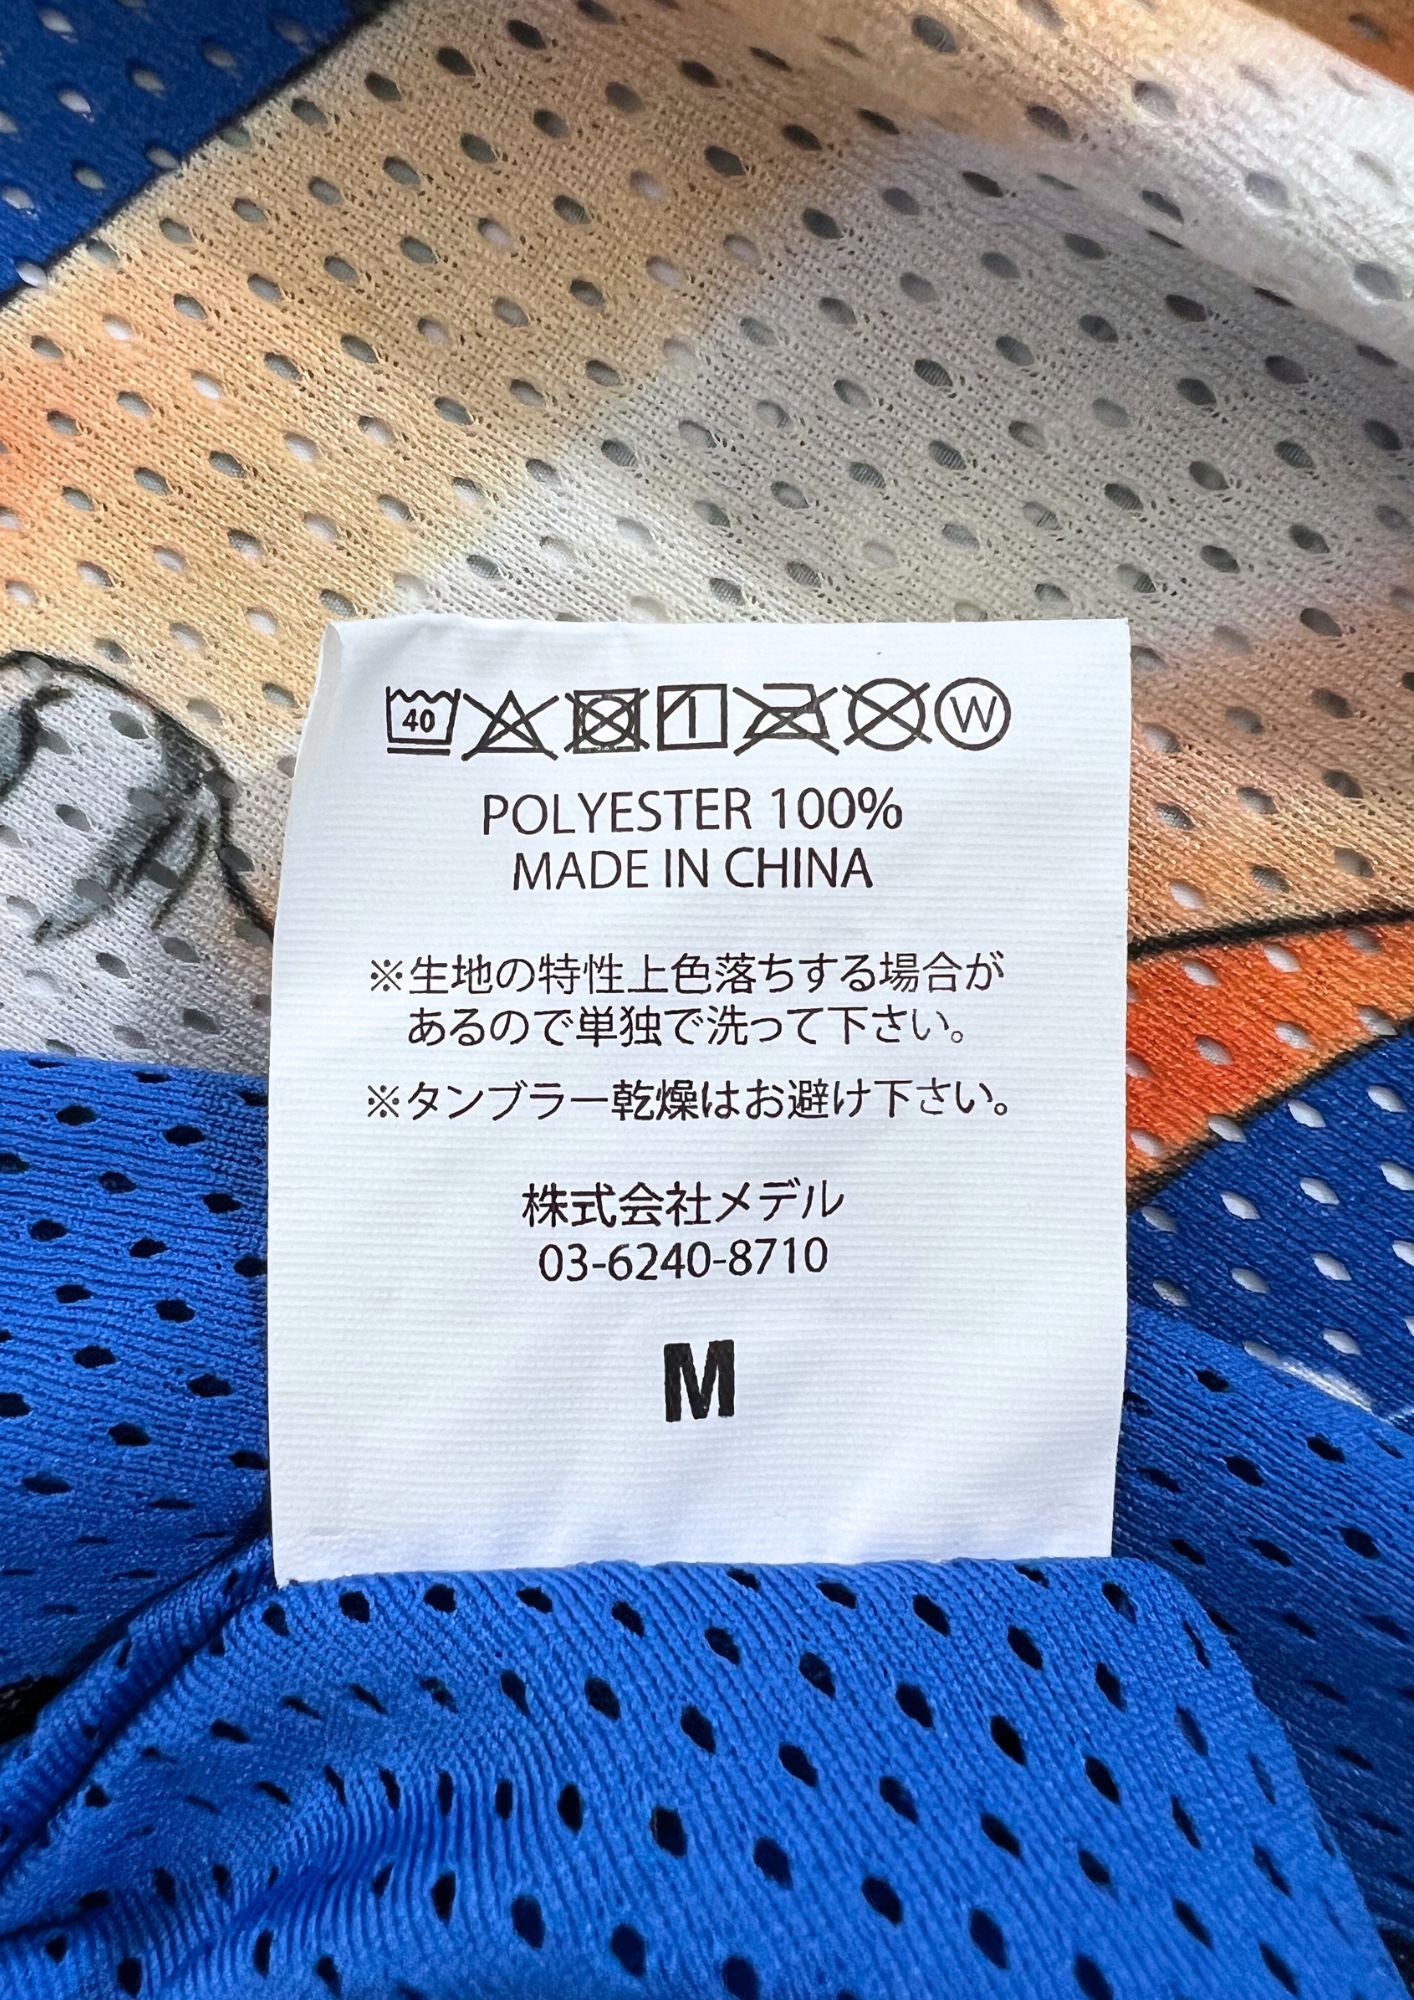 40
W
POLYESTER 100%
MADE IN CHINA
※生地の特性上色落ちする場合が
あるので単独で洗って下さい。
※タンブラー乾燥はお避け下さい。
株式会社メデル
03-6240-8710
M